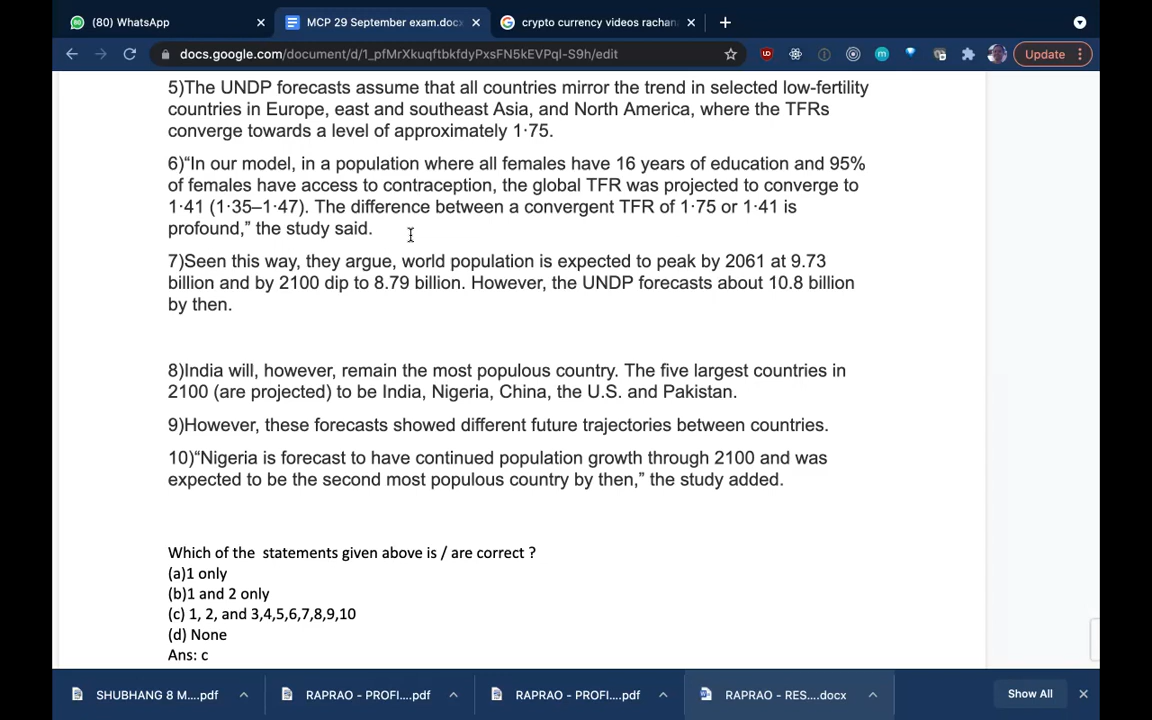 (80) WhatsApp
MCP 29 September exam.docx
crypto currency videos rachan
docs.google.com/document/d/1_pfMrXkuqftbkfdyPxsFN5kEVPql-S9h/edit
Update
5)The UNDP forecasts assume that all countries mirror the trend in selected low-fertility
countries in Europe, east and southeast Asia, and North America, where the TFRs
converge towards a level of approximately 1·75.
6)“In our model, in a population where all females have 16 years of education and 95%
of females have access to contraception, the global TFR was projected to converge to
1·41 (1·35–1·47). The difference between a convergent TFR of 1·75 or 1·41 is
profound,” the study said.
7)Seen this way, they argue, world population is expected to peak by 2061 at 9.73
billion and by 2100 dip to 8.79 billion. However, the UNDP forecasts about 10.8 billion
by then.
8)India will, however, remain the most populous country. The five largest countries in
2100 (are projected) to be India, Nigeria, China, the U.S. and Pakistan.
9)However, these forecasts showed different future trajectories between countries.
10)“Nigeria is forecast to have continued population growth through 2100 and was
expected to be the second most populous country by then,” the study added.
Which of the  statements given above is / are correct ?
(a)1 only
(b)1 and 2 only
(c) 1, 2, and 3,4,5,6,7,8,9,10
(d) None
Ans: c
SHUBHANG 8 M....pdf
RAPRAO - PROFI....pdf
RAPRAO - PROFI....pdf
RAPRAO - RES....docx
Show All